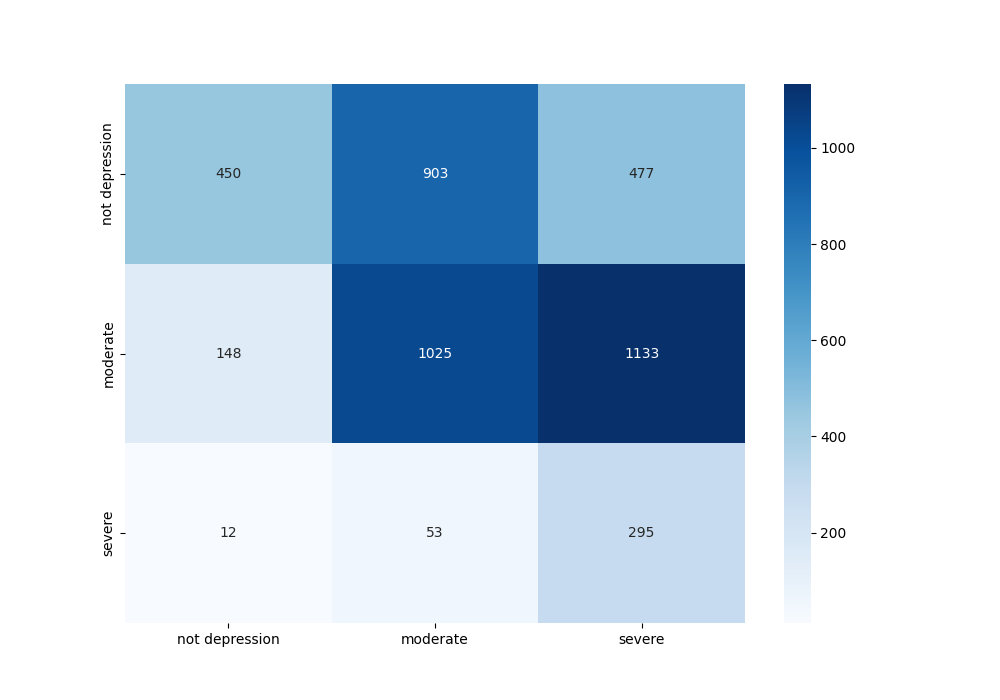 not depression
450
903
477
moderate
148
1025
1133
severe
12
53
295
not depression
moderate
severe
1000
800
600
400
200